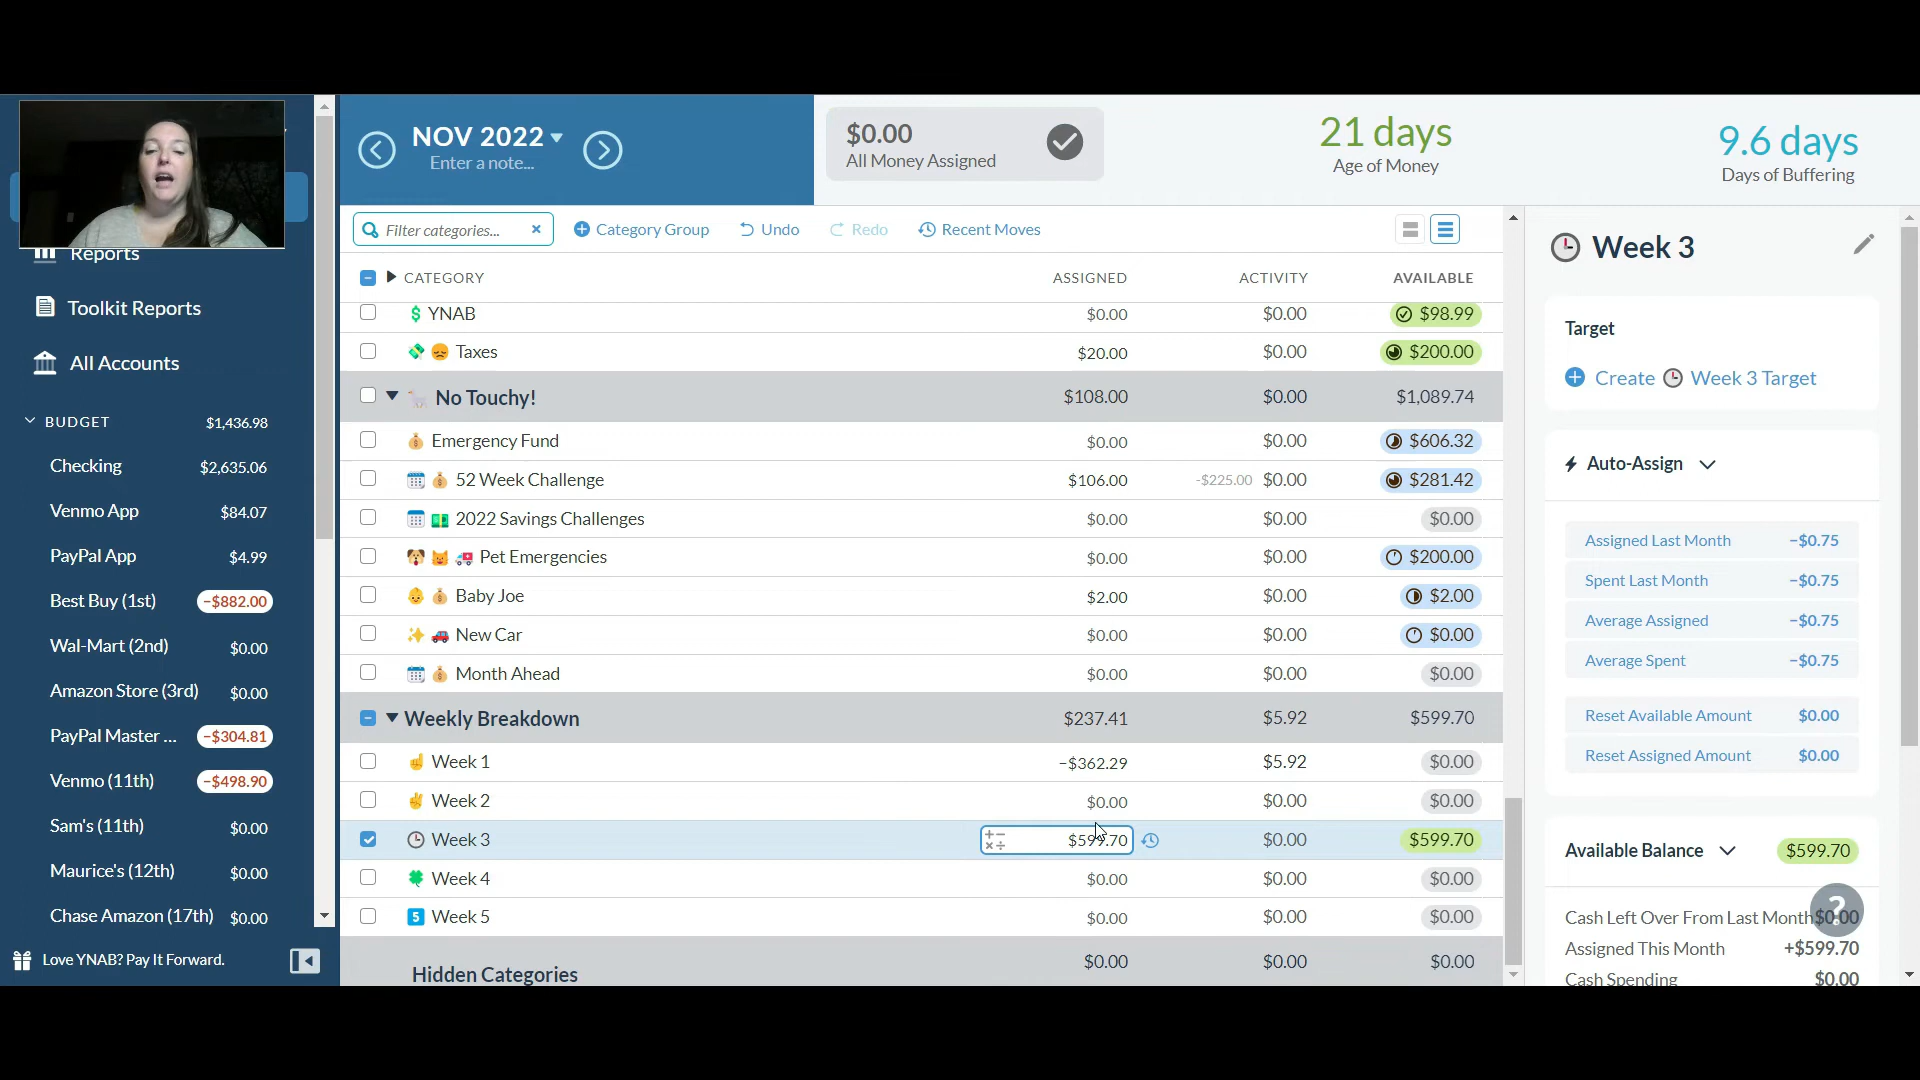 NOV 2022
Enter a note...
$0.00
All Money Assigned
21 days
Age of Money
9.6 days
Days of Buffering
Reports
Toolkit Reports
All Accounts
BUDGET $1,436.98
Checking $2,635.06
Venmo App $84.07
PayPal App $4.99
Best Buy (1st) -$882.00
Wal-Mart (2nd) $0.00
Amazon Store (3rd) $0.00
PayPal Master ... -$304.81
Venmo (11th) -$498.90
Sam's (11th) $0.00
Maurice's (12th) $0.00
Chase Amazon (17th) $0.00
Love YNAB? Pay It Forward.
Filter categories... Category Group Undo Redo Recent Moves
CATEGORY ASSIGNED ACTIVITY AVAILABLE
YNAB $0.00 $0.00 $98.99
Taxes $20.00 $0.00 $200.00
No Touchy! $108.00 $0.00 $1,089.74
Emergency Fund $0.00 $0.00 $606.32
52 Week Challenge $106.00 -$225.00 $0.00 $281.42
2022 Savings Challenges $0.00 $0.00 $0.00
Pet Emergencies $0.00 $0.00 $200.00
Baby Joe $2.00 $0.00 $2.00
New Car $0.00 $0.00 $0.00
Month Ahead $0.00 $0.00 $0.00
Weekly Breakdown $237.41 $5.92 $599.70
Week 1 -$362.29 $5.92 $0.00
Week 2 $0.00 $0.00 $0.00
Week 3 $599.70 $0.00 $599.70
Week 4 $0.00 $0.00 $0.00
5 Week 5 $0.00 $0.00 $0.00
Hidden Categories $0.00 $0.00 $0.00
Week 3
Target
Create Week 3 Target
Auto-Assign
Assigned Last Month -$0.75
Spent Last Month -$0.75
Average Assigned -$0.75
Average Spent -$0.75
Reset Available Amount $0.00
Reset Assigned Amount $0.00
Available Balance $599.70
Cash Left Over From Last Month $0.00
?
Assigned This Month +$599.70
Cash Spending $0.00